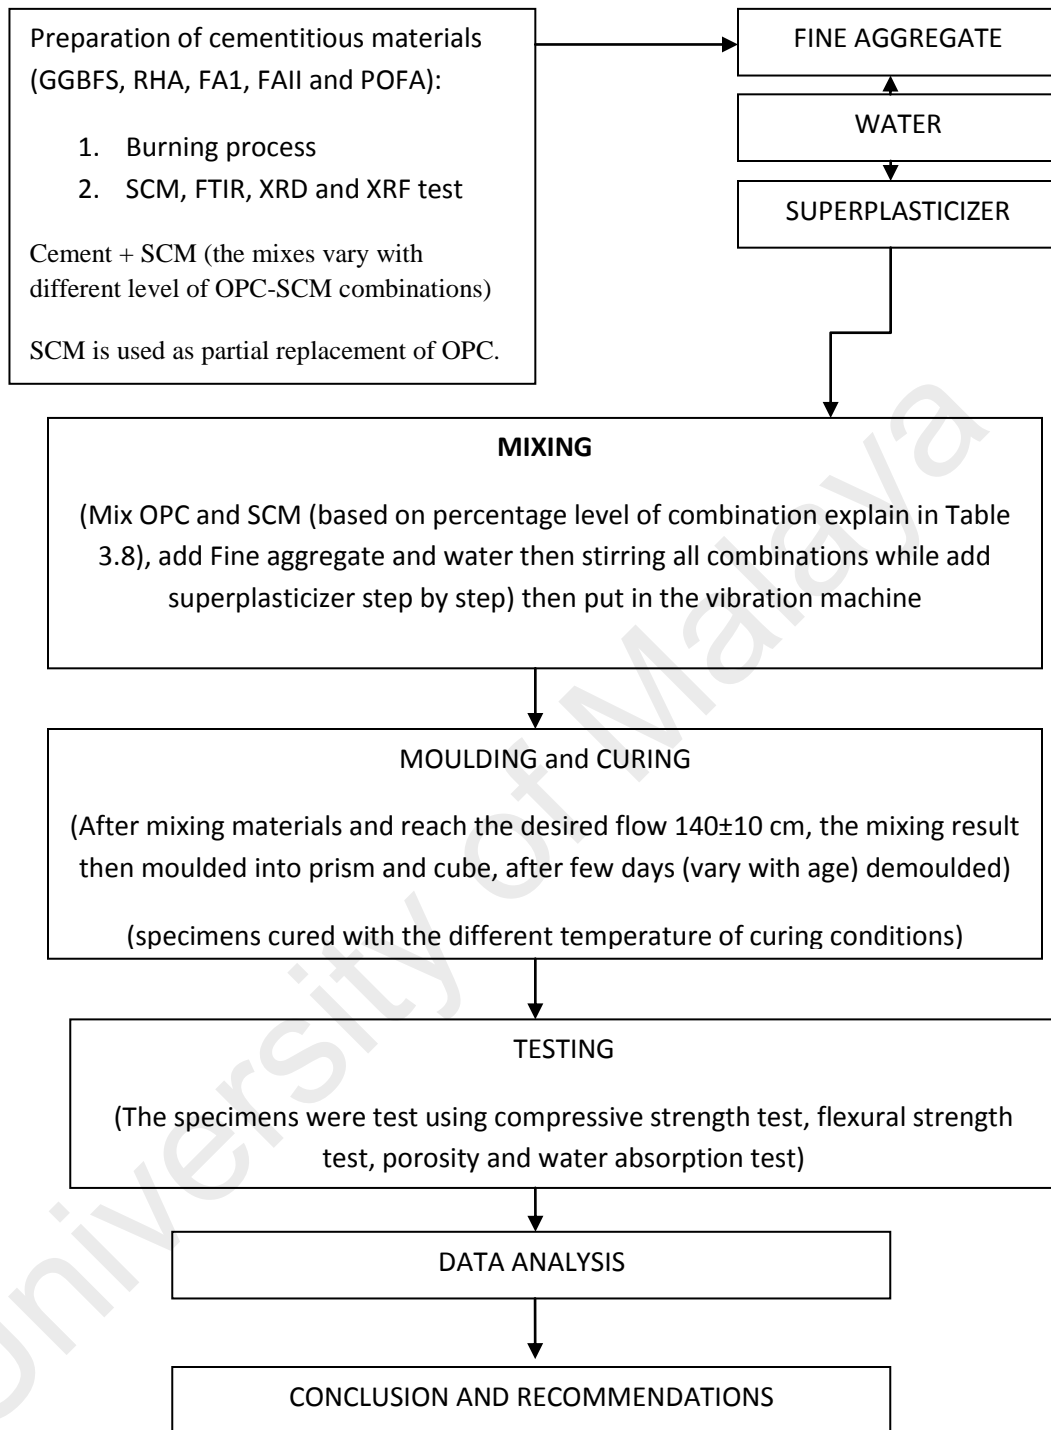 Preparation of cementitious materials
(GGBFS, RHA, FA1, FAII and POFA):
1. Burning process
2. SCM, FTIR, XRD and XRF test
Cement + SCM (the mixes vary with
different level of OPC-SCM combinations)
SCM is used as partial replacement of OPC.
FINE AGGREGATE
WATER
SUPERPLASTICIZER
MIXING
(Mix OPC and SCM (based on percentage level of combination explain in Table
3.8), add Fine aggregate and water then stirring all combinations while add
superplasticizer step by step) then put in the vibration machine
MOULDING and CURING
(After mixing materials and reach the desired flow 140±10 cm, the mixing result
then moulded into prism and cube, after few days (vary with age) demoulded)
(specimens cured with the different temperature of curing conditions)
TESTING
(The specimens were test using compressive strength test, flexural strength
test, porosity and water absorption test)
DATA ANALYSIS
CONCLUSION AND RECOMMENDATIONS
University of Malaya